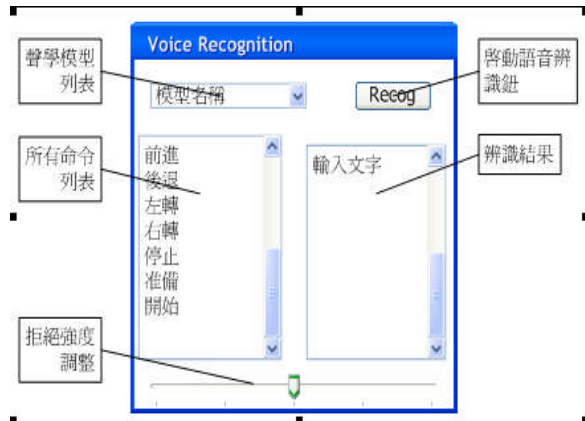 Voice Recognition
聲學模型
列表
模型名稱
Recog
啓動語音辨
識鈕
所有命令
列表
前進
後退
左轉
右轉
停止
准備
開始
輸入文字
辨識結果
拒絕強度
調整